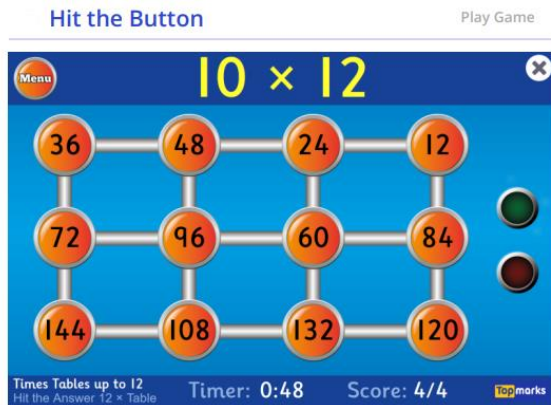 Hit the Button Play Game
Menu
10 × 12
36 48 24 12
72 96 60 84
144 108 132 120
Times Tables up to 12
Hit the Answer 12 × Table
Timer: 0:48 Score: 4/4
Topmarks